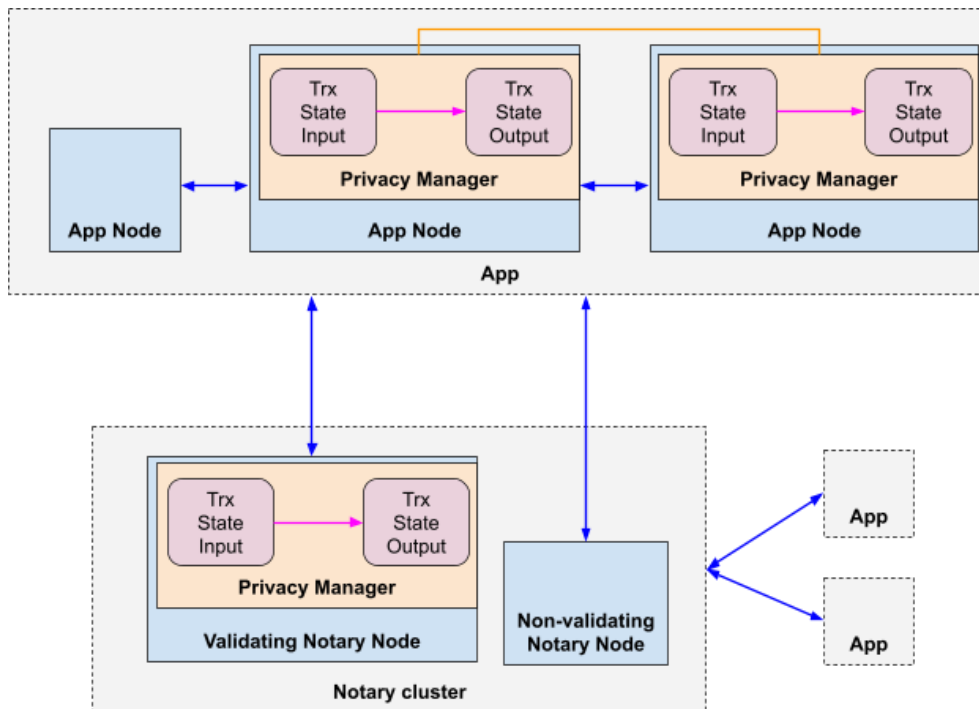 Trx
State
Input
Trx
State
Output
Privacy Manager
App Node
Trx
State
Input
Trx
State
Output
Privacy Manager
App Node
App Node
App
Trx
State
Input
Trx
State
Output
Privacy Manager
Validating Notary Node
Non-validating
Notary Node
Notary cluster
App
App